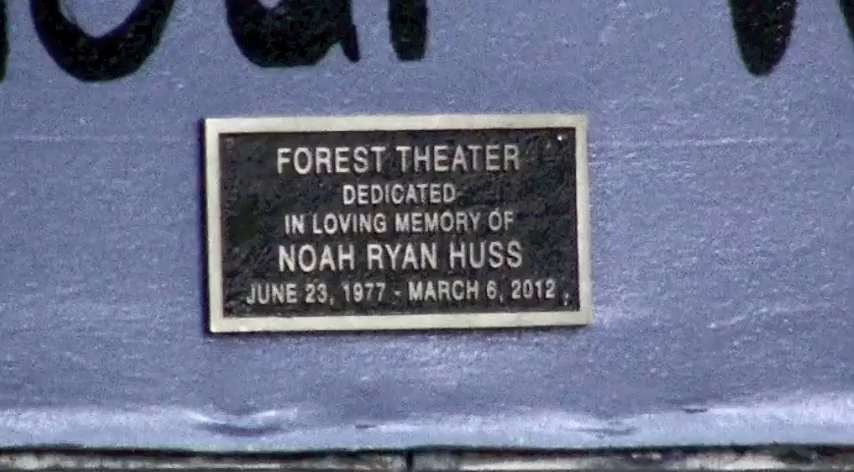 FOREST THEATER
DEDICATED
IN LOVING MEMORY OF
NOAH RYAN HUSS
JUNE 23, 1977 - MARCH 6, 2012